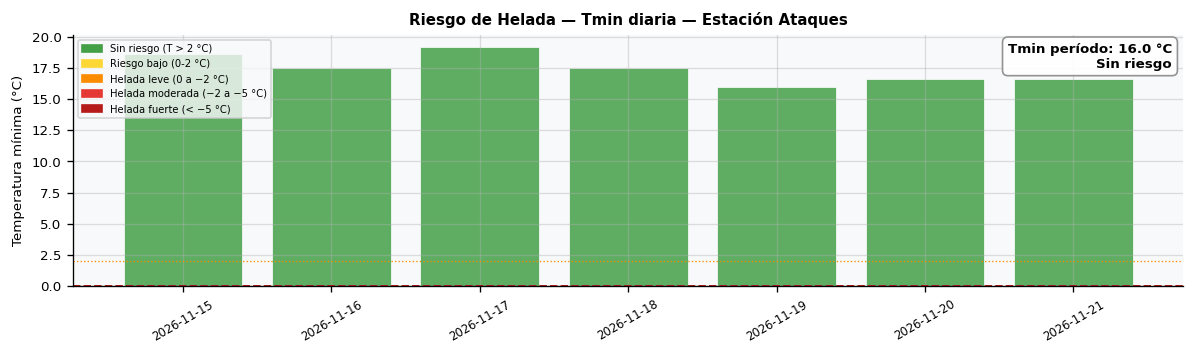 Riesgo de Helada — Tmin diaria — Estación Ataques
Temperatura mínima (°C)
20.0
17.5
15.0
12.5
10.0
7.5
5.0
2.5
0.0
Sin riesgo (T > 2 °C)
Riesgo bajo (0-2 °C)
Helada leve (0 a −2 °C)
Helada moderada (−2 a −5 °C)
Helada fuerte (< −5 °C)
Tmin período: 16.0 °C
Sin riesgo
2026-11-15
2026-11-16
2026-11-17
2026-11-18
2026-11-19
2026-11-20
2026-11-21